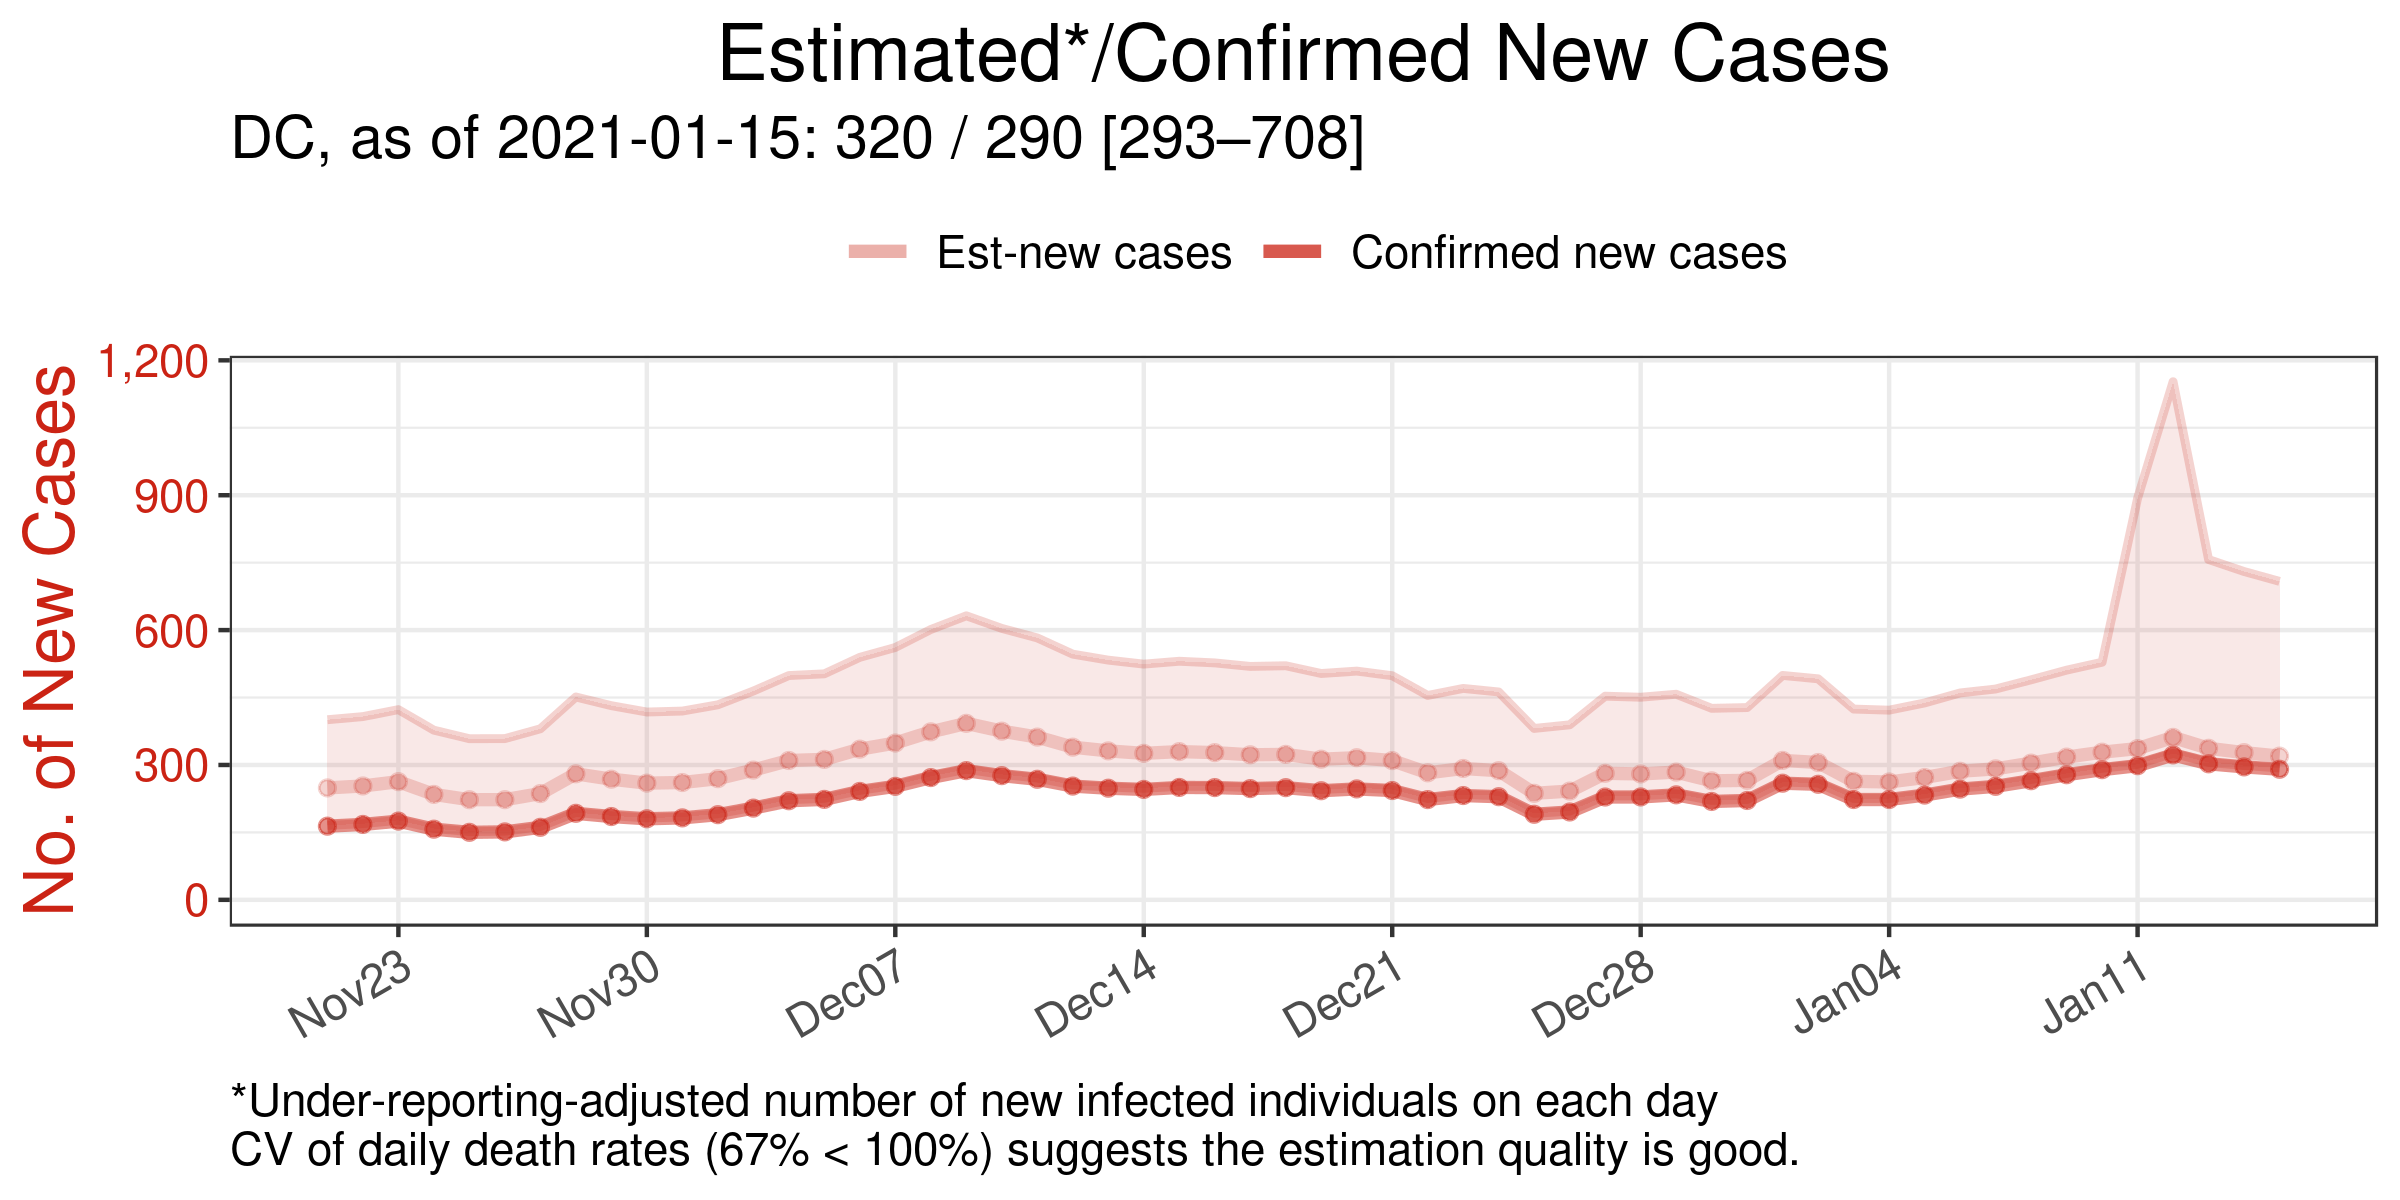 Estimated*/Confirmed New Cases
DC, as of 2021-01-15: 320 / 290 [293–708]
Est-new cases
Confirmed new cases
No. of New Cases
1,200
900
600
300
0
Nov23
Nov30
Dec07
Dec14
Dec21
Dec28
Jan04
Jan11
*Under-reporting-adjusted number of new infected individuals on each day
CV of daily death rates (67% < 100%) suggests the estimation quality is good.